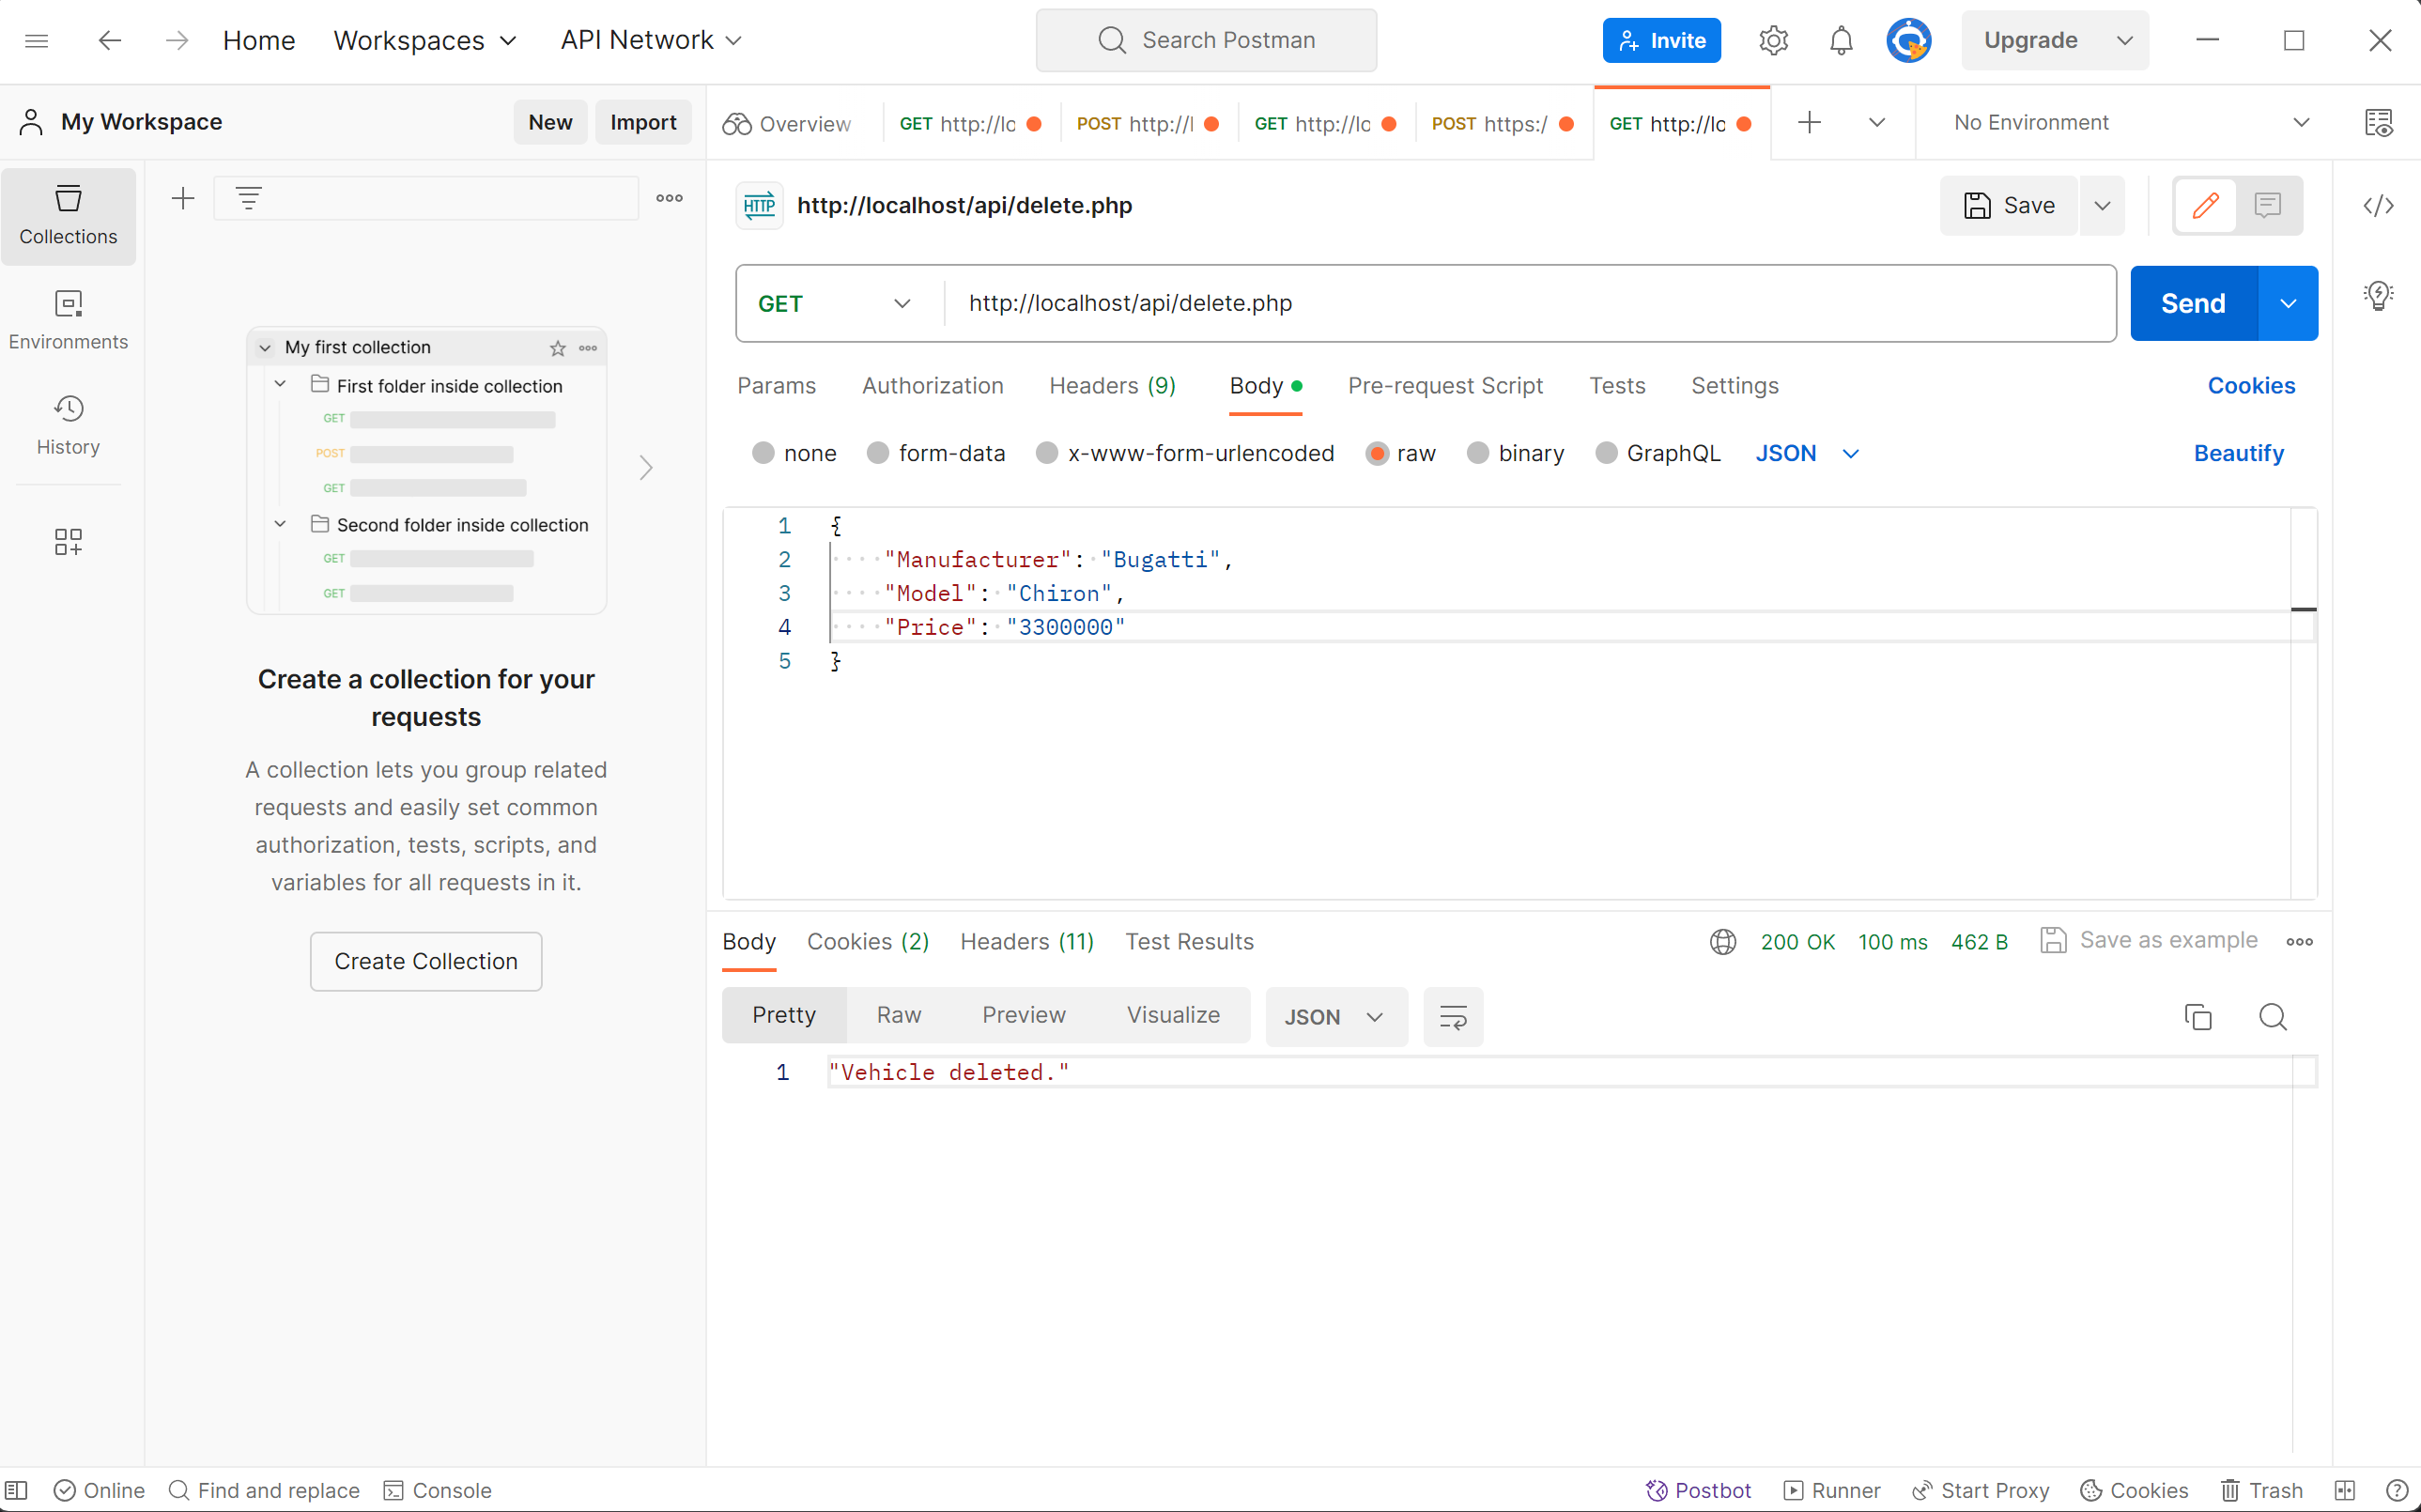 Home Workspaces API Network Search Postman Invite Upgrade
My Workspace New Import Overview GET http://lo POST http://l GET http://lo POST https:/ GET http://lo No Environment
Collections
Environments
History
My first collection
First folder inside collection
GET
POST
GET
Second folder inside collection
GET
GET
Create a collection for your
requests
A collection lets you group related
requests and easily set common
authorization, tests, scripts, and
variables for all requests in it.
Create Collection
HTTP http://localhost/api/delete.php Save
GET http://localhost/api/delete.php Send
Params Authorization Headers (9) Body Pre-request Script Tests Settings Cookies
none form-data x-www-form-urlencoded raw binary GraphQL JSON Beautify
1 {
2 "Manufacturer": "Bugatti",
3 "Model": "Chiron",
4 "Price": "3300000"
5 }
Body Cookies (2) Headers (11) Test Results 200 OK 100 ms 462 B Save as example
Pretty Raw Preview Visualize JSON
1 "Vehicle deleted."
Online Find and replace Console Postbot Runner Start Proxy Cookies Trash